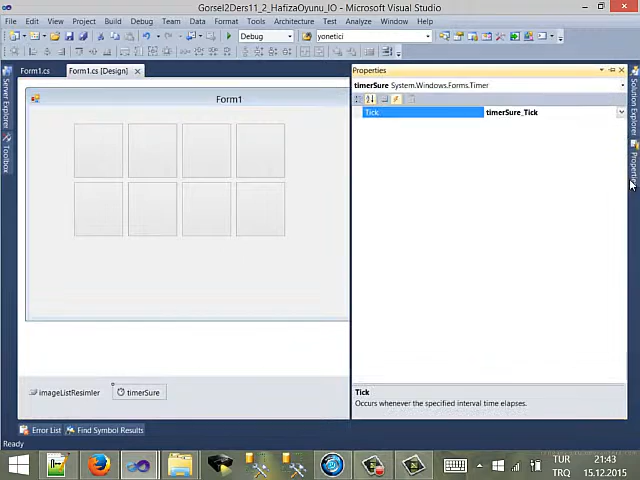 Gorsel2Ders11_2_HafizaOyunu_IO - Microsoft Visual Studio
File Edit View Project Build Debug Team Data Format Tools Architecture Test Analyze Window Help
Debug yonetici
Form1.cs Form1.cs [Design]
Server Explorer
Toolbox
Form1
imageListResimler timerSure
Properties
timerSure System.Windows.Forms.Timer
Tick timerSure_Tick
Tick
Occurs whenever the specified interval time elapses.
Solution Explorer
Properties
Error List Find Symbol Results
Ready
TUR 21:43
TRQ 15.12.2015